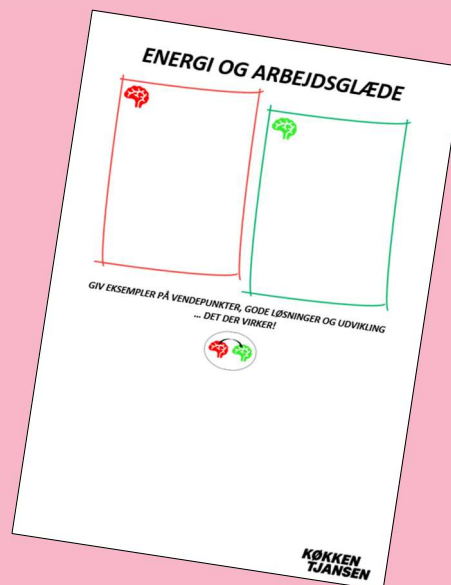 ENERGI OG ARBEJDSGLÆDE
GIV EKSEMPLER PÅ VENDEPUNKTER, GODE LØSNINGER OG UDVIKLING
... DET DER VIRKER!
KØKKEN
TJANSEN